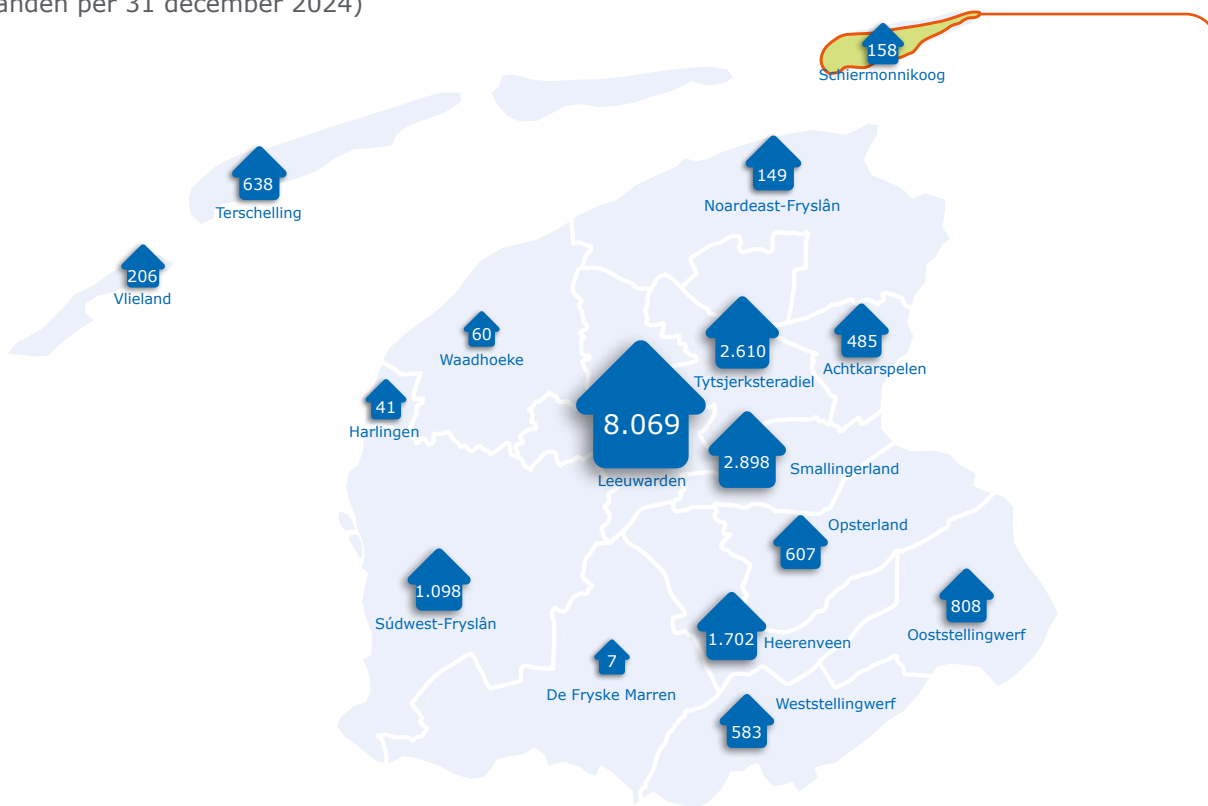 anden per 31 december 2024)
158
Schiermonnikoog
149
Noardeast-Fryslân
638
Terschelling
206
Vlieland
60
Waadhoeke
2.610
Tytsjerksteradiel
485
Achtkarspelen
41
Harlingen
8.069
Leeuwarden
2.898
Smallingerland
Opsterland
607
1.098
Súdwest-Fryslân
808
Ooststellingwerf
1.702
Heerenveen
7
De Fryske Marren
Weststellingwerf
583